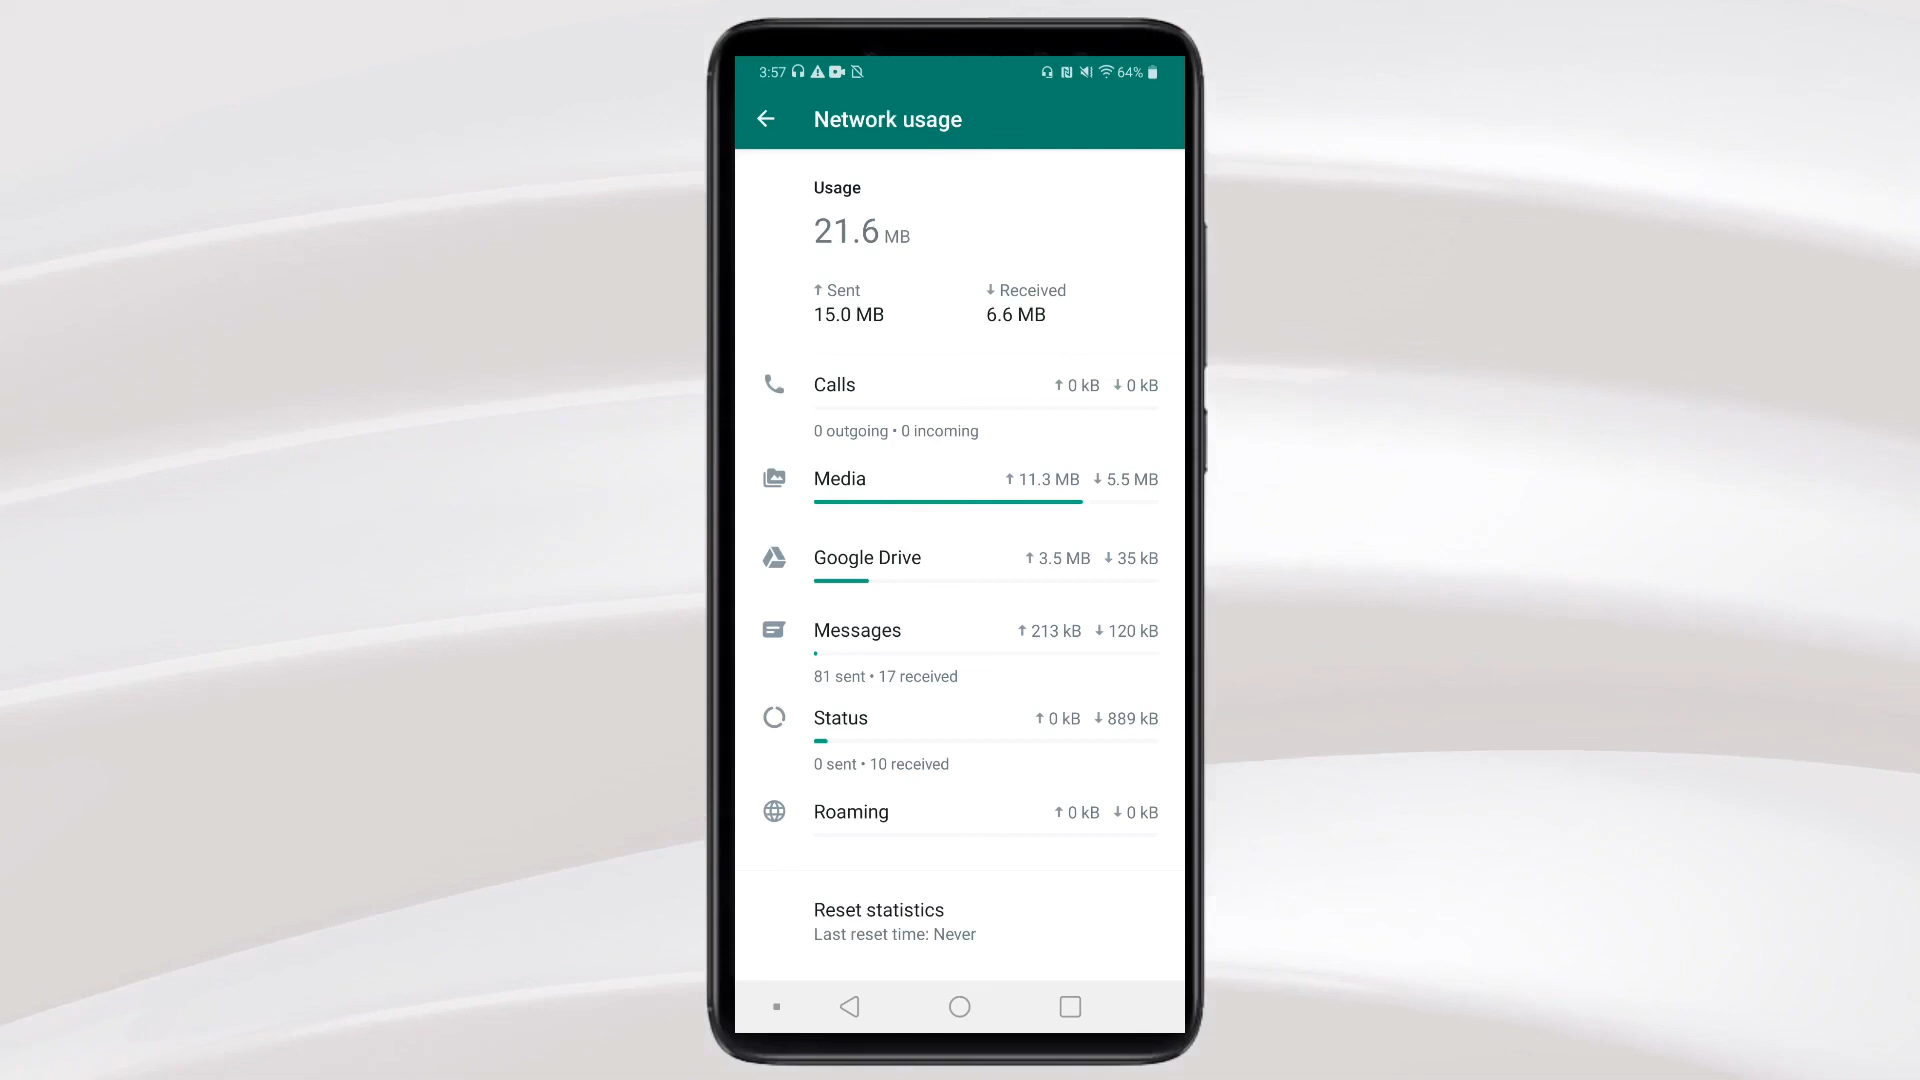 3:57 64%
Network usage
Usage
21.6 MB
↑ Sent ↓ Received
15.0 MB 6.6 MB
Calls ↑ 0 kB ↓ 0 kB
0 outgoing • 0 incoming
Media ↑ 11.3 MB ↓ 5.5 MB
Google Drive ↑ 3.5 MB ↓ 35 kB
Messages ↑ 213 kB ↓ 120 kB
81 sent • 17 received
Status ↑ 0 kB ↓ 889 kB
0 sent • 10 received
Roaming ↑ 0 kB ↓ 0 kB
Reset statistics
Last reset time: Never